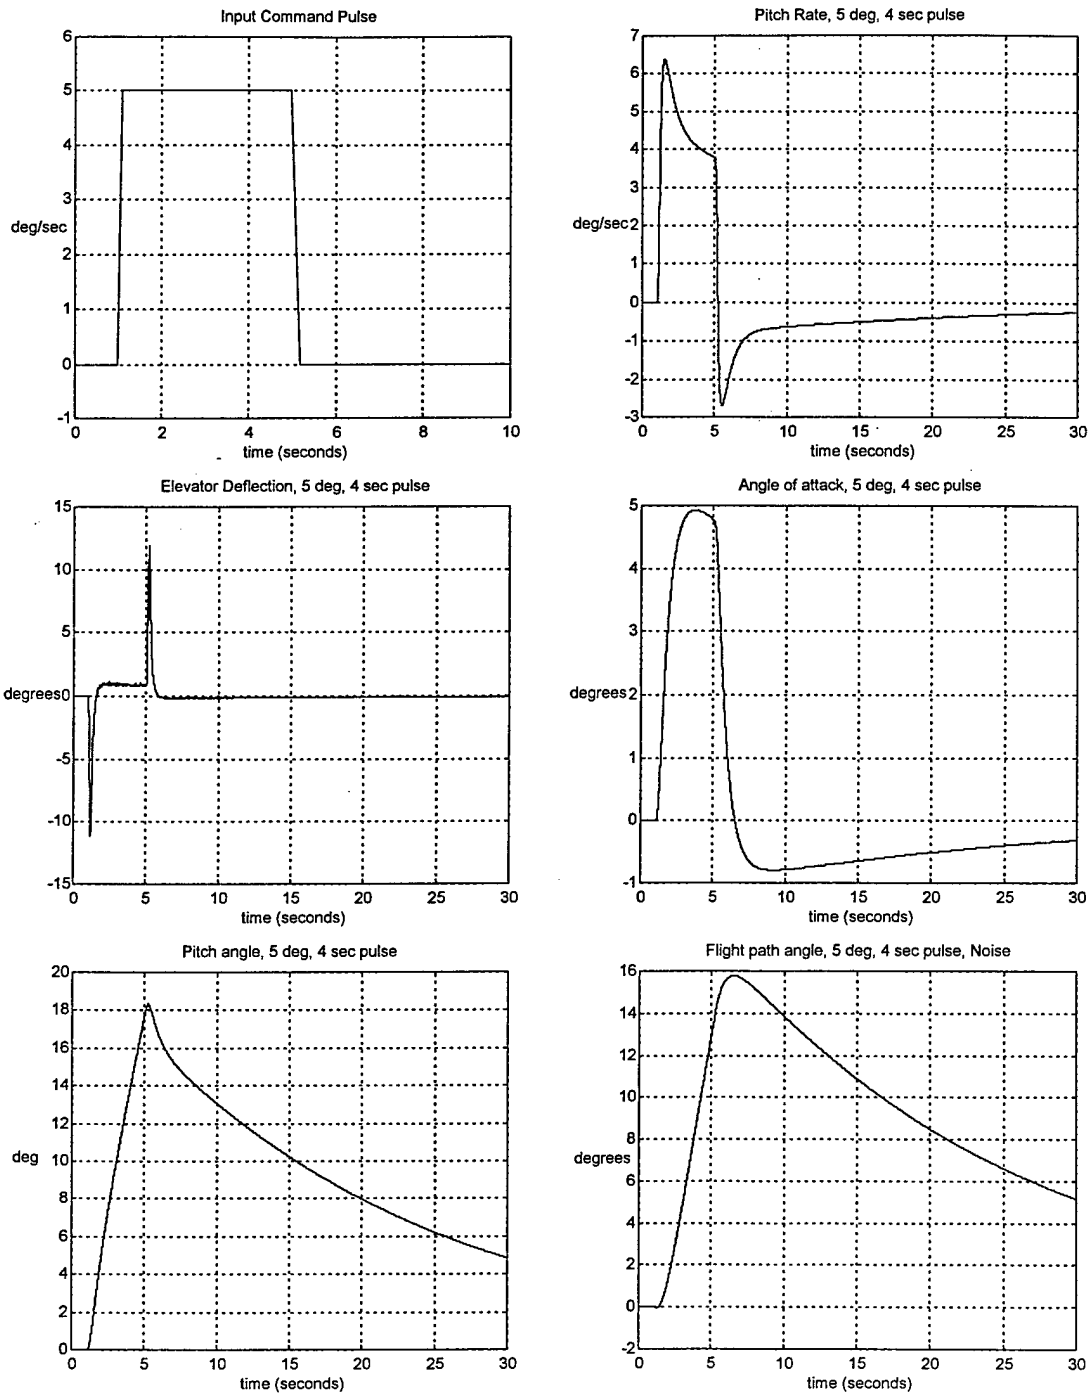 Input Command Pulse
6
5
4
3
deg/sec
2
1
0
-1
0 2 4 6 8 10
time (seconds)
Pitch Rate, 5 deg, 4 sec pulse
7
6
5
4
3
deg/sec 2
1
0
-1
-2
-3
0 5 10 15 20 25 30
time (seconds)
Elevator Deflection, 5 deg, 4 sec pulse
15
10
5
degrees 0
-5
-10
-15
0 5 10 15 20 25 30
time (seconds)
Angle of attack, 5 deg, 4 sec pulse
5
4
3
degrees 2
1
0
-1
0 5 10 15 20 25 30
time (seconds)
Pitch angle, 5 deg, 4 sec pulse
20
18
16
14
12
deg 10
8
6
4
2
0
0 5 10 15 20 25 30
time (seconds)
Flight path angle, 5 deg, 4 sec pulse, Noise
16
14
12
10
8
degrees
6
4
2
0
-2
0 5 10 15 20 25 30
time (seconds)